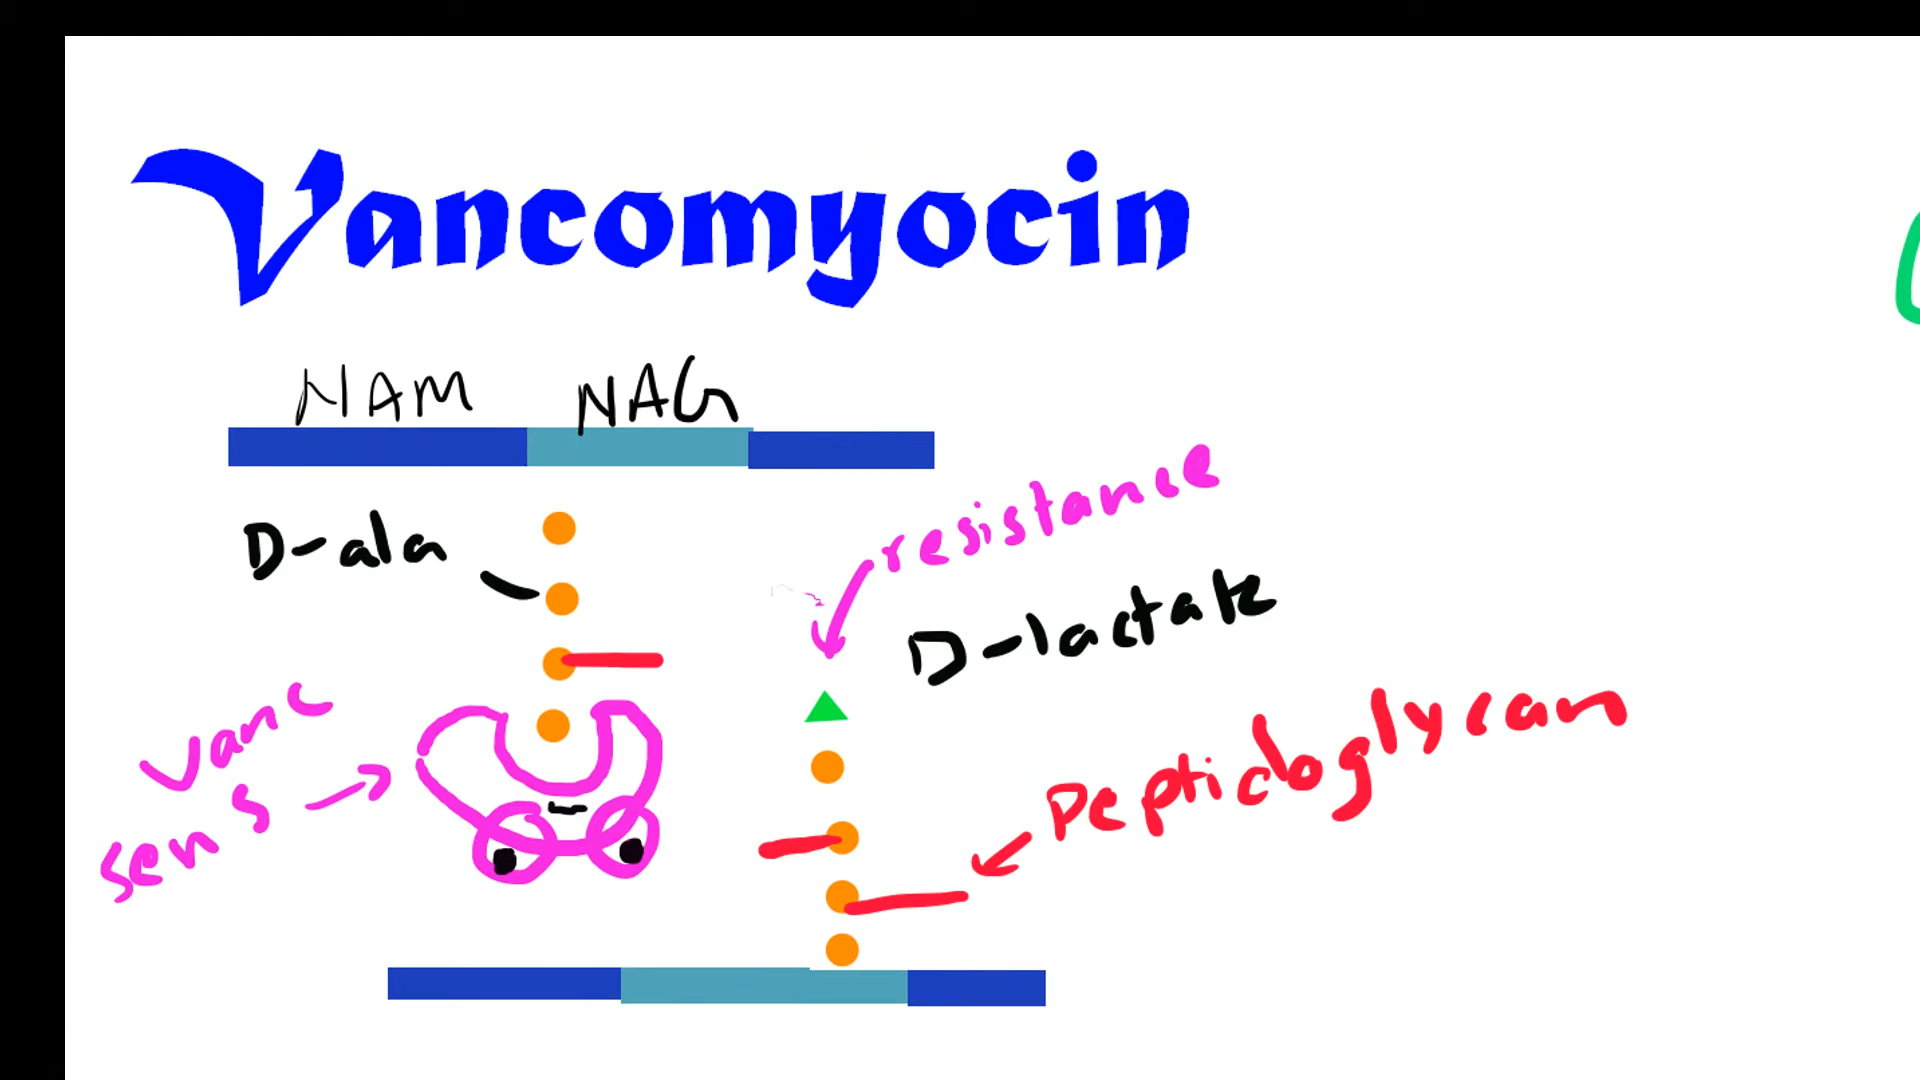 Vancomyocin
NAM NAG
D-ala
resistance
D-lactate
Vanc
sens
Peptidoglycan